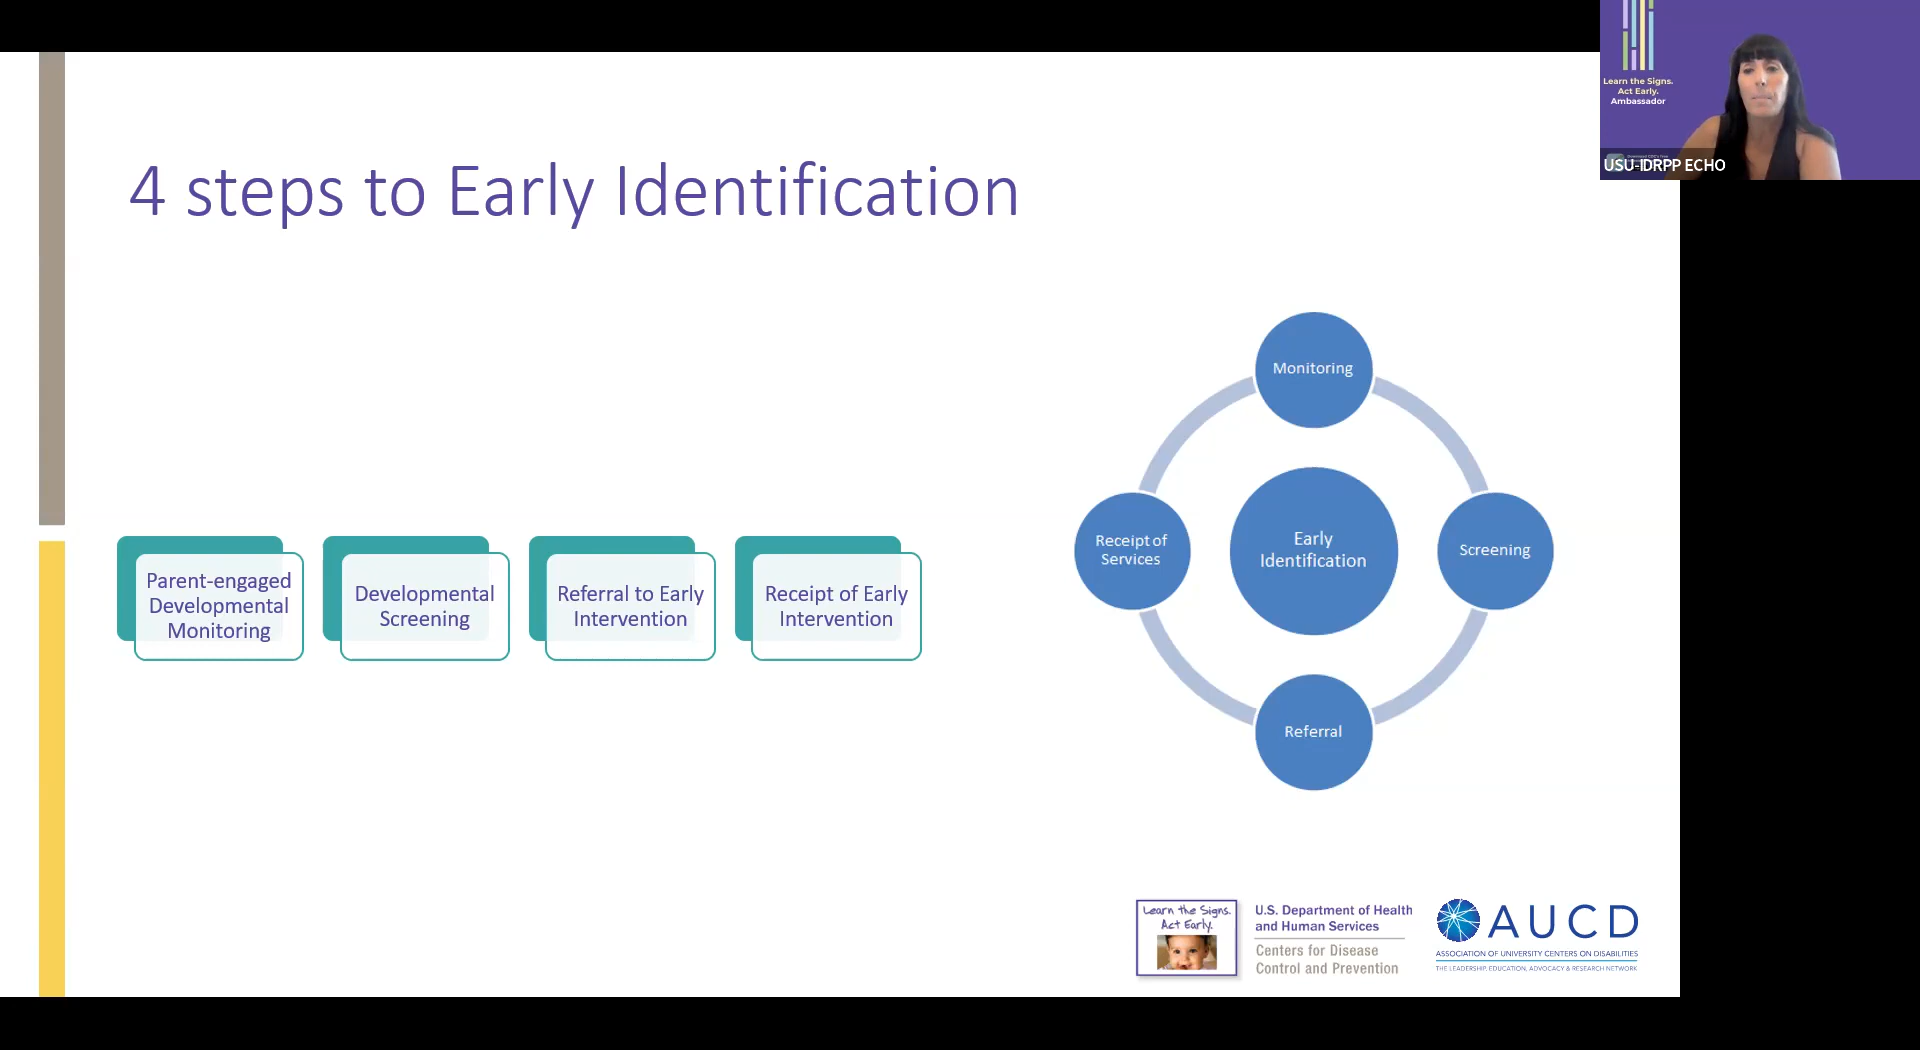 Learn the Signs.
Act Early.
Ambassador
USU-IDRPP ECHO
4 steps to Early Identification
Parent-engaged
Developmental
Monitoring
Developmental
Screening
Referral to Early
Intervention
Receipt of Early
Intervention
Monitoring
Screening
Referral
Receipt of
Services
Early
Identification
Learn the Signs.
Act Early.
U.S. Department of Health
and Human Services
Centers for Disease
Control and Prevention
AUCD
ASSOCIATION OF UNIVERSITY CENTERS ON DISABILITIES
THE LEADERSHIP, EDUCATION, ADVOCACY & RESEARCH NETWORK